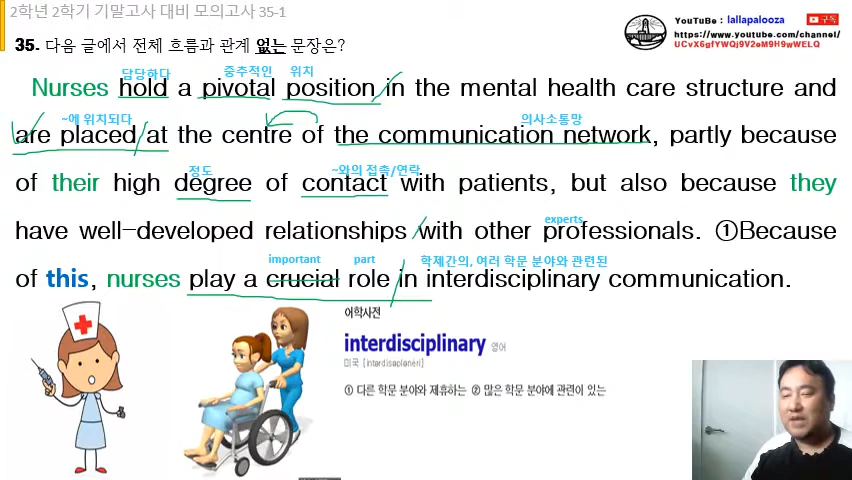 2학년 2학기 기말고사 대비 모의고사 35-1
YouTuBe : lallapalooza 구독
https://www.youtube.com/channel/
UCvX6gfYWQj9V2eM9H9wWELQ
35. 다음 글에서 전체 흐름과 관계 없는 문장은?
담당하다 중추적인 위치
Nurses hold a pivotal position in the mental health care structure and
~에 위치되다 의사소통망
are placed at the centre of the communication network, partly because
정도 ~와의 접촉/연락
of their high degree of contact with patients, but also because they
experts
have well-developed relationships with other professionals. ①Because
important part 학제간의, 여러 학문 분야와 관련된
of this, nurses play a crucial role in interdisciplinary communication.
어학사전
interdisciplinary 영어
미국 [ìntərdísəplənèri]
① 다른 학문 분야와 제휴하는 ② 많은 학문 분야에 관련이 있는